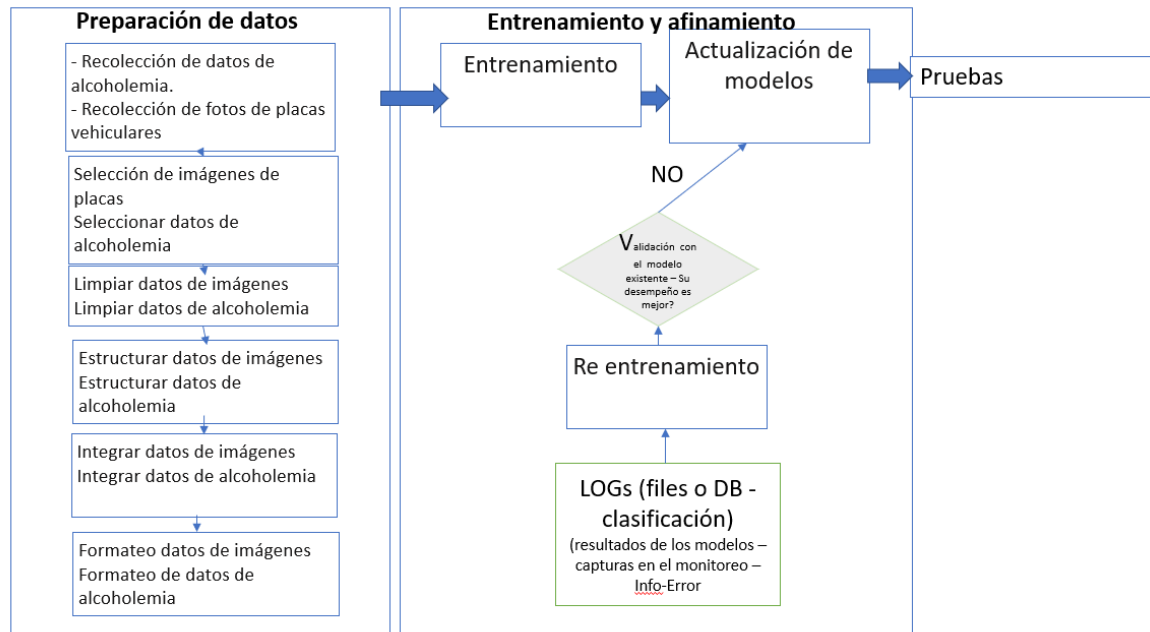 Preparación de datos
- Recolección de datos de
alcoholemia.
- Recolección de fotos de placas
vehiculares
Selección de imágenes de
placas
Seleccionar datos de
alcoholemia
Limpiar datos de imágenes
Limpiar datos de alcoholemia
Estructurar datos de imágenes
Estructurar datos de
alcoholemia
Integrar datos de imágenes
Integrar datos de alcoholemia
Formateo datos de imágenes
Formateo de datos de
alcoholemia
Entrenamiento y afinamiento
Entrenamiento
Actualización de
modelos
NO
Validación con
el modelo
existente – Su
desempeño es
mejor?
Re entrenamiento
LOGs (files o DB -
clasificación)
(resultados de los modelos –
capturas en el monitoreo –
Info-Error
Pruebas